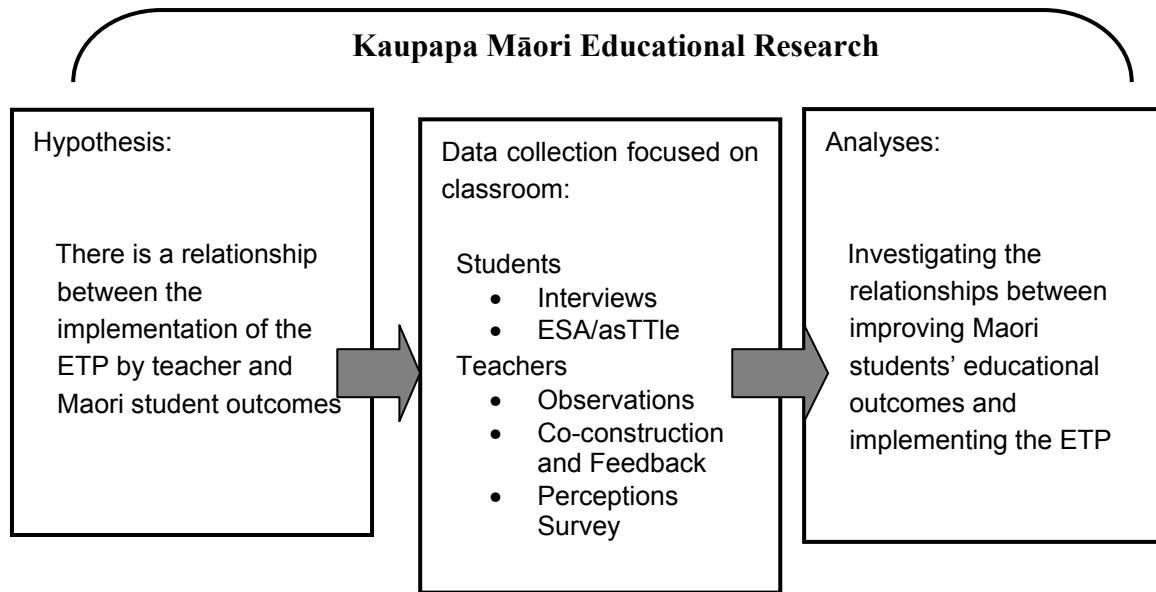 Kaupapa Māori Educational Research
Hypothesis:
There is a relationship
between the
implementation of the
ETP by teacher and
Maori student outcomes
Data collection focused on
classroom:
Students
• Interviews
• ESA/asTTle
Teachers
• Observations
• Co-construction
and Feedback
• Perceptions
Survey
Analyses:
Investigating the
relationships between
improving Maori
students’ educational
outcomes and
implementing the ETP